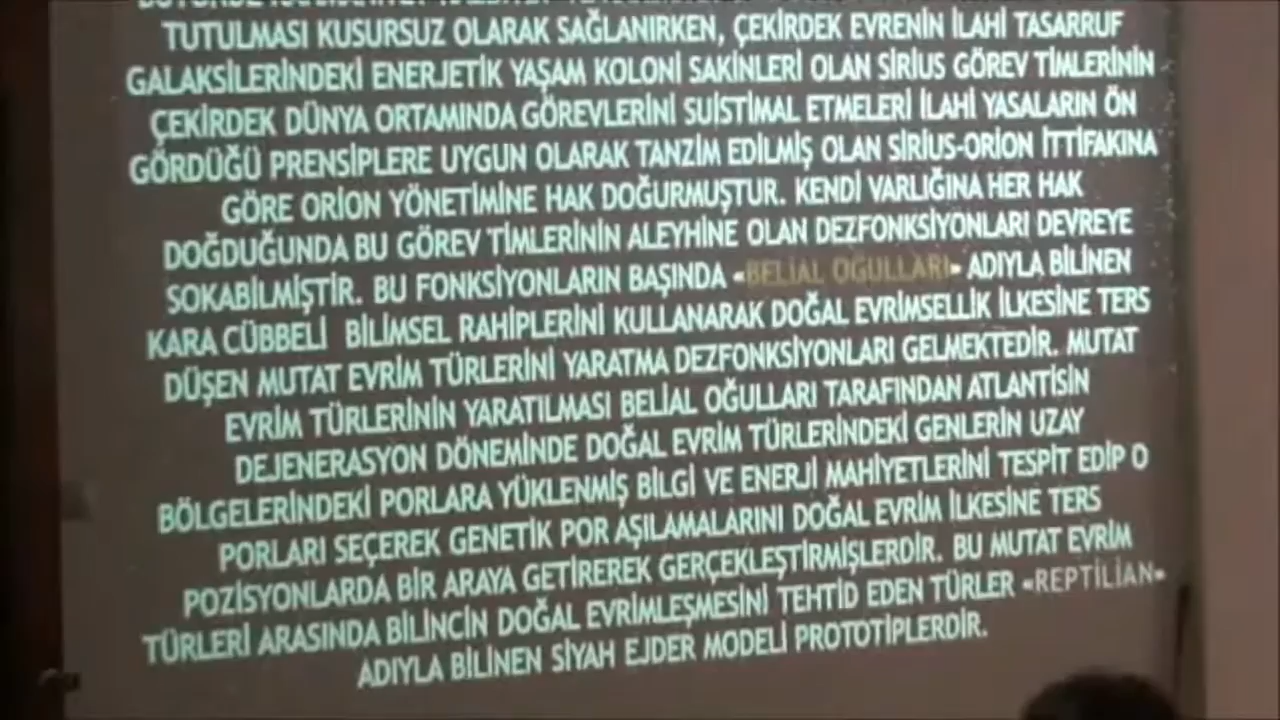 TUTULMASI KUSURSUZ OLARAK SAĞLANIRKEN, ÇEKİRDEK EVRENİN İLAHİ TASARRUF
GALAKSİLERİNDEKİ ENERJETİK YAŞAM KOLONİ SAKİNLERİ OLAN SİRİUS GÖREV TİMLERİNİN
ÇEKİRDEK DÜNYA ORTAMINDA GÖREVLERİNİ SUİSTİMAL ETMELERİ İLAHİ YASALARIN ÖN
GÖRDÜĞÜ PRENSİPLERE UYGUN OLARAK TANZİM EDİLMİŞ OLAN SİRİUS-ORİON İTTİFAKINA
GÖRE ORİON YÖNETİMİNE HAK DOĞURMUŞTUR. KENDİ VARLIĞINA HER HAK
DOĞDUĞUNDA BU GÖREV TİMLERİNİN ALEYHİNE OLAN DEZFONKSİYONLARI DEVREYE
SOKABİLMİŞTİR. BU FONKSİYONLARIN BAŞINDA «BELİAL OĞULLARI» ADIYLA BİLİNEN
KARA CÜBBELİ BİLİMSEL RAHİPLERİNİ KULLANARAK DOĞAL EVRİMSELLİK İLKESİNE TERS
DÜŞEN MUTAT EVRİM TÜRLERİNİ YARATMA DEZFONKSİYONLARI GELMEKTEDİR. MUTAT
EVRİM TÜRLERİNİN YARATILMASI BELİAL OĞULLARI TARAFINDAN ATLANTİSİN
DEJENERASYON DÖNEMİNDE DOĞAL EVRİM TÜRLERİNDEKİ GENLERİN UZAY
BÖLGELERİNDEKİ PORLARA YÜKLENMİŞ BİLGİ VE ENERJİ MAHİYETLERİNİ TESPİT EDİP O
PORLARI SEÇEREK GENETİK POR AŞILAMALARINI DOĞAL EVRİM İLKESİNE TERS
POZİSYONLARDA BİR ARAYA GETİREREK GERÇEKLEŞTİRMİŞLERDİR. BU MUTAT EVRİM
TÜRLERİ ARASINDA BİLİNCİN DOĞAL EVRİMLEŞMESİNİ TEHTİD EDEN TÜRLER «REPTİLİAN»
ADIYLA BİLİNEN SİYAH EJDER MODELİ PROTOTİPLERDİR.